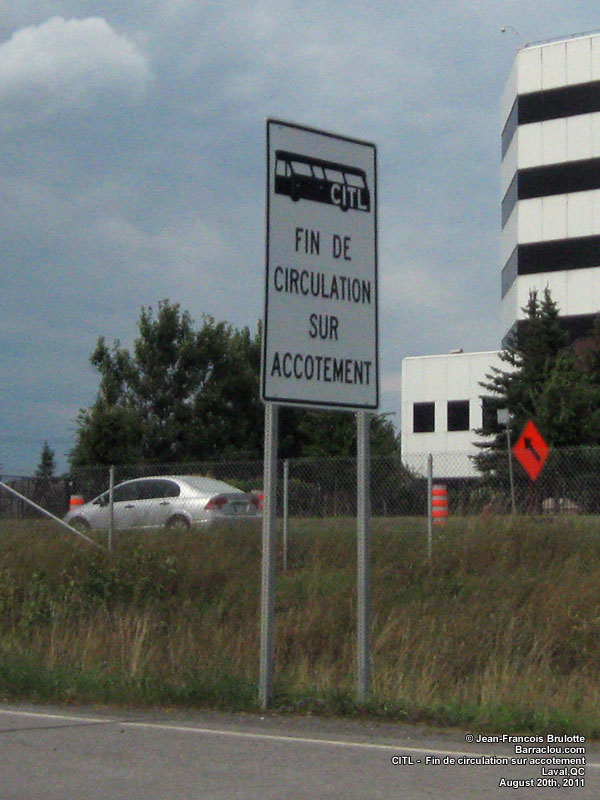 CITL
FIN DE
CIRCULATION
SUR
ACCOTEMENT
© Jean-Francois Brulotte
Barraclou.com
CITL - Fin de circulation sur accotement
Laval,QC
August 20th, 2011